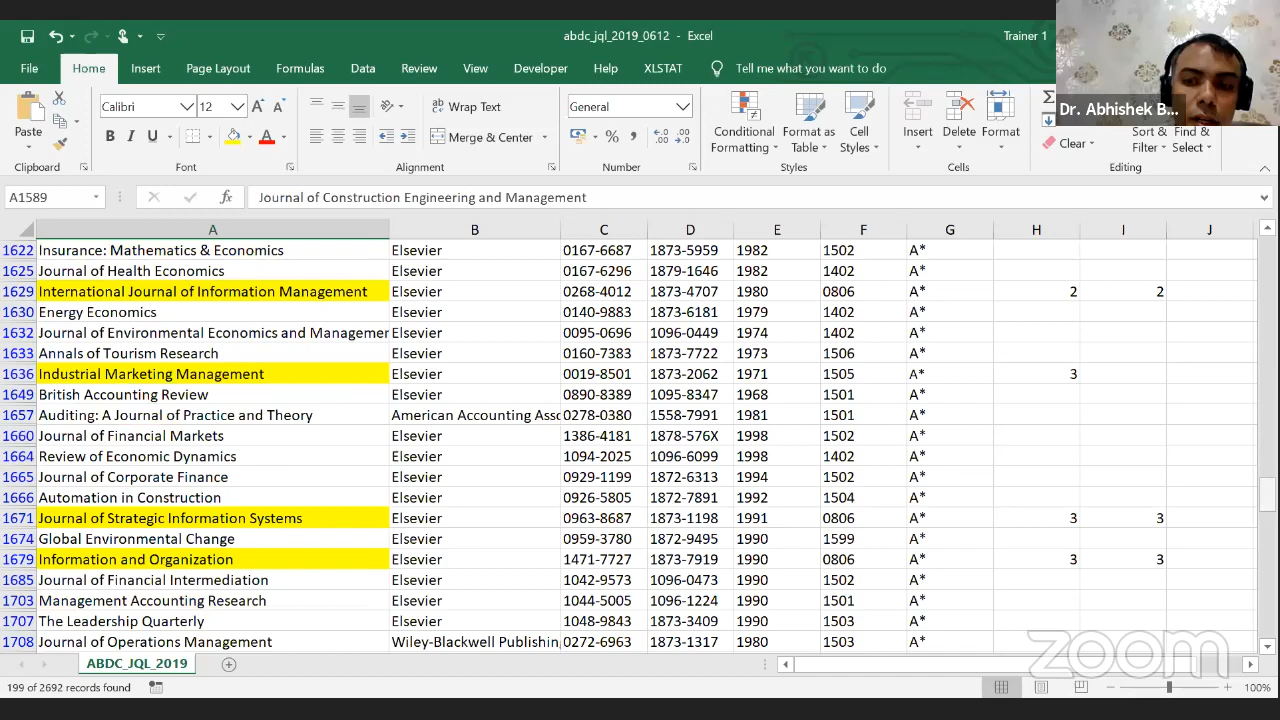 abdc_jql_2019_0612 - Excel
Trainer 1
File Home Insert Page Layout Formulas Data Review View Developer Help XLSTAT Tell me what you want to do
Dr. Abhishek B...
Paste
Calibri 12
B I U
Wrap Text
Merge & Center
General
Conditional Formatting
Format as Table
Cell Styles
Insert Delete Format
Clear
Sort & Filter
Find & Select
Clipboard Font Alignment Number Styles Cells Editing
A1589 fx Journal of Construction Engineering and Management
A B C D E F G H I J
1622 Insurance: Mathematics & Economics Elsevier 0167-6687 1873-5959 1982 1502 A*
1625 Journal of Health Economics Elsevier 0167-6296 1879-1646 1982 1402 A*
1629 International Journal of Information Management Elsevier 0268-4012 1873-4707 1980 0806 A* 2 2
1630 Energy Economics Elsevier 0140-9883 1873-6181 1979 1402 A*
1632 Journal of Environmental Economics and Managemer Elsevier 0095-0696 1096-0449 1974 1402 A*
1633 Annals of Tourism Research Elsevier 0160-7383 1873-7722 1973 1506 A*
1636 Industrial Marketing Management Elsevier 0019-8501 1873-2062 1971 1505 A* 3
1649 British Accounting Review Elsevier 0890-8389 1095-8347 1968 1501 A*
1657 Auditing: A Journal of Practice and Theory American Accounting Asso 0278-0380 1558-7991 1981 1501 A*
1660 Journal of Financial Markets Elsevier 1386-4181 1878-576X 1998 1502 A*
1664 Review of Economic Dynamics Elsevier 1094-2025 1096-6099 1998 1402 A*
1665 Journal of Corporate Finance Elsevier 0929-1199 1872-6313 1994 1502 A*
1666 Automation in Construction Elsevier 0926-5805 1872-7891 1992 1504 A*
1671 Journal of Strategic Information Systems Elsevier 0963-8687 1873-1198 1991 0806 A* 3 3
1674 Global Environmental Change Elsevier 0959-3780 1872-9495 1990 1599 A*
1679 Information and Organization Elsevier 1471-7727 1873-7919 1990 0806 A* 3 3
1685 Journal of Financial Intermediation Elsevier 1042-9573 1096-0473 1990 1502 A*
1703 Management Accounting Research Elsevier 1044-5005 1096-1224 1990 1501 A*
1707 The Leadership Quarterly Elsevier 1048-9843 1873-3409 1990 1503 A*
1708 Journal of Operations Management Wiley-Blackwell Publishin 0272-6963 1873-1317 1980 1503 A*
zoom
ABDC_JQL_2019
199 of 2692 records found
100%